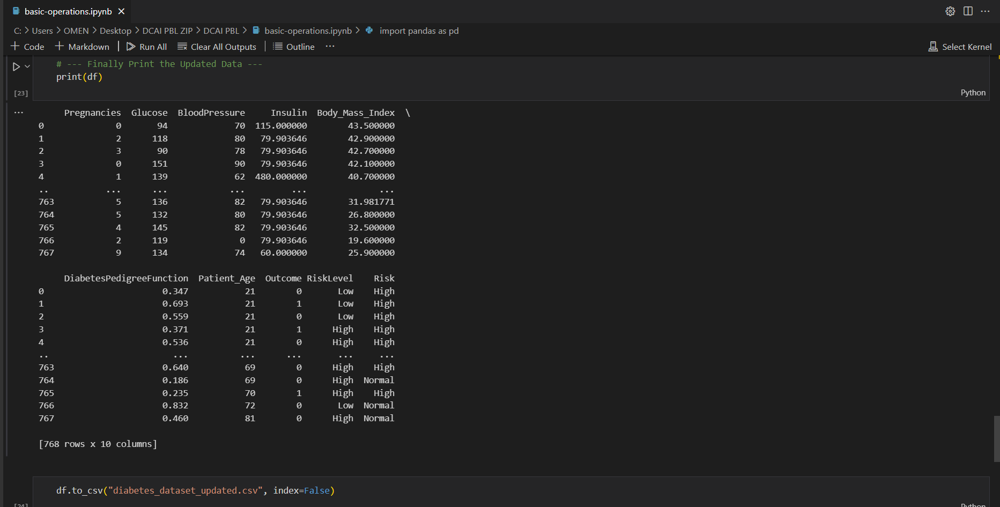 basic-operations.ipynb
C: > Users > OMEN > Desktop > DCAI PBL ZIP > DCAI PBL > basic-operations.ipynb > import pandas as pd
+ Code + Markdown | Run All Clear All Outputs | Outline ... Select Kernel
# --- Finally Print the Updated Data ---
print(df)
[23] Python
...
     Pregnancies  Glucose  BloodPressure     Insulin  Body_Mass_Index  \
0              0       94             70  115.000000        43.500000
1              2      118             80   79.903646        42.900000
2              3       90             78   79.903646        42.700000
3              0      151             90   79.903646        42.100000
4              1      139             62  480.000000        40.700000
..           ...      ...            ...         ...              ...
763            5      136             82   79.903646        31.981771
764            5      132             80   79.903646        26.800000
765            4      145             82   79.903646        32.500000
766            2      119              0   79.903646        19.600000
767            9      134             74   60.000000        25.900000
     DiabetesPedigreeFunction  Patient_Age  Outcome RiskLevel    Risk
0                       0.347           21        0       Low    High
1                       0.693           21        1       Low    High
2                       0.559           21        0       Low    High
3                       0.371           21        1      High    High
4                       0.536           21        0      High    High
..                        ...          ...      ...       ...     ...
763                     0.640           69        0      High    High
764                     0.186           69        0      High  Normal
765                     0.235           70        1      High    High
766                     0.832           72        0       Low  Normal
767                     0.460           81        0      High  Normal
[768 rows x 10 columns]
df.to_csv("diabetes_dataset_updated.csv", index=False)
[24] Python